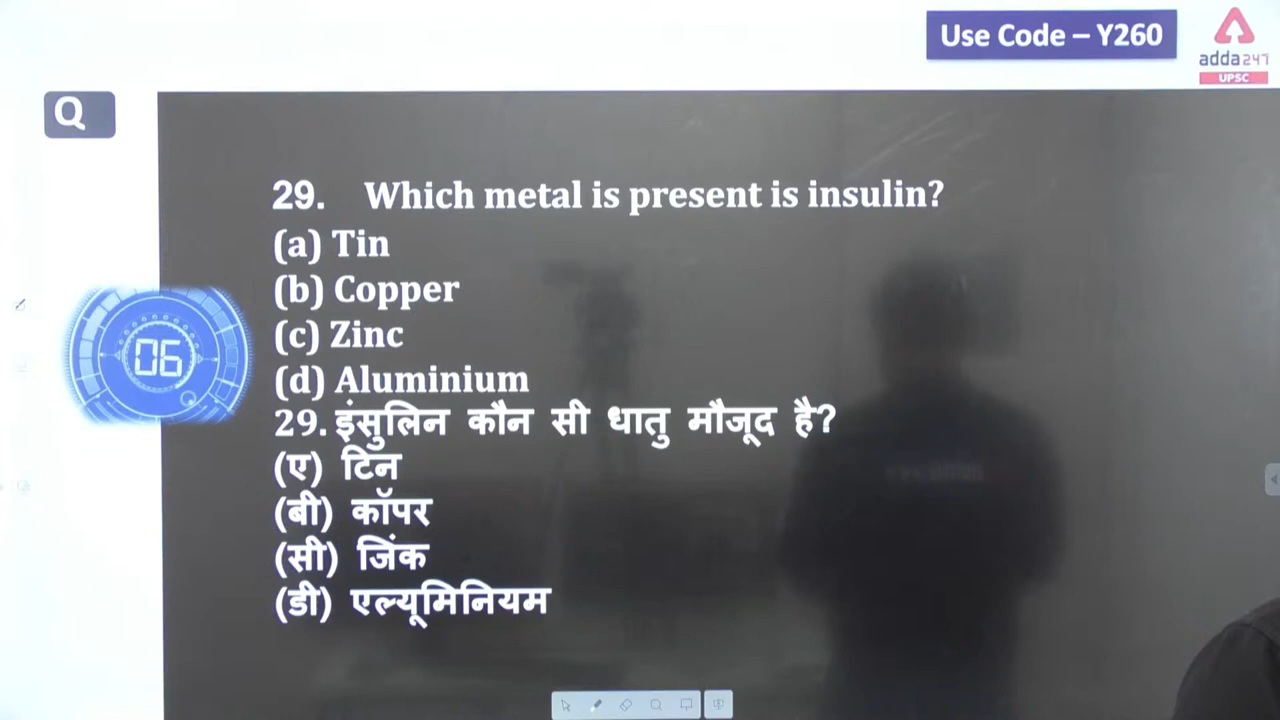 Use Code – Y260
adda247
UPSC
Q
29. Which metal is present is insulin?
(a) Tin
(b) Copper
(c) Zinc
(d) Aluminium
06
29. इंसुलिन कौन सी धातु मौजूद है?
(ए) टिन
(बी) कॉपर
(सी) जिंक
(डी) एल्यूमिनियम